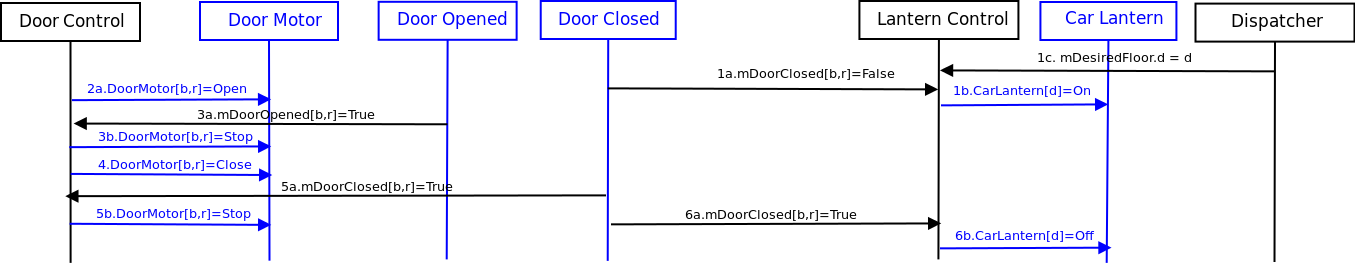 Door Control
Door Motor
Door Opened
Door Closed
Lantern Control
Car Lantern
Dispatcher
1c. mDesiredFloor.d = d
1a.mDoorClosed[b,r]=False
2a.DoorMotor[b,r]=Open
1b.CarLantern[d]=On
3a.mDoorOpened[b,r]=True
3b.DoorMotor[b,r]=Stop
4.DoorMotor[b,r]=Close
5a.mDoorClosed[b,r]=True
5b.DoorMotor[b,r]=Stop
6a.mDoorClosed[b,r]=True
6b.CarLantern[d]=Off